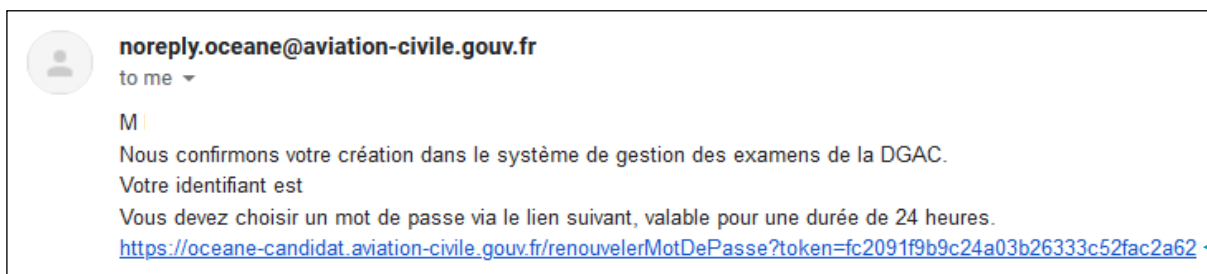 noreply.oceane@aviation-civile.gouv.fr
to me
M
Nous confirmons votre création dans le système de gestion des examens de la DGAC.
Votre identifiant est
Vous devez choisir un mot de passe via le lien suivant, valable pour une durée de 24 heures.
https://oceane-candidat.aviation-civile.gouv.fr/renouvelerMotDePasse?token=fc2091f9b9c24a03b26333c52fac2a62